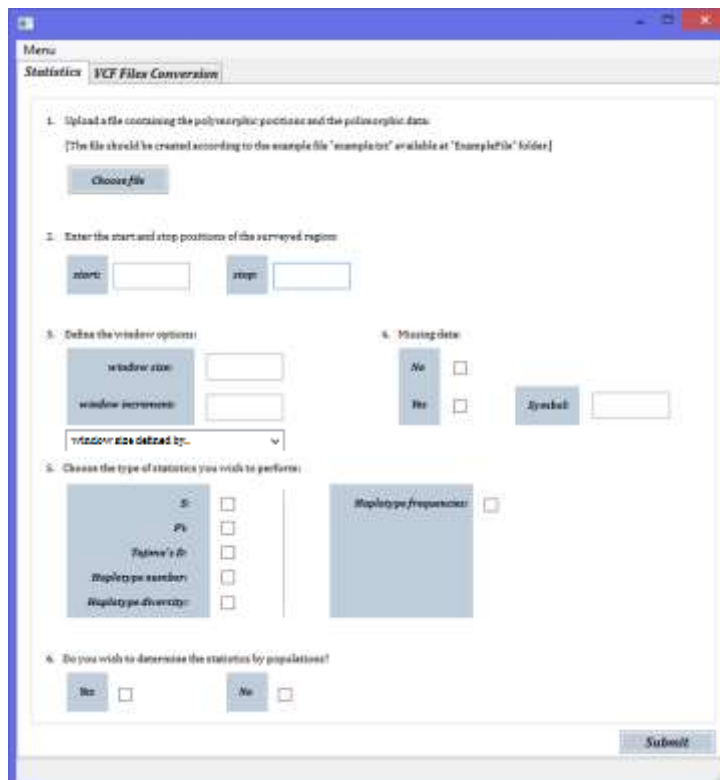 Menu
Statistics VCF Files Conversion
1. Upload a file containing the polymorphic positions and the polimorphic data:
[The file should be created according to the example file "example.txt" available at "ExampleFile" folder]
Choose file
2. Enter the start and stop positions of the surveyed region:
start: stop:
3. Define the window options: 4. Missing data:
window size: No
window increment: Yes Symbol:
window size defined by..
5. Choose the type of statistics you wish to perform:
S: Haplotype frequencies:
Pi:
Tajima's D:
Haplotype number:
Haplotype diversity:
6. Do you wish to determine the statistics by populations?
Yes No
Submit